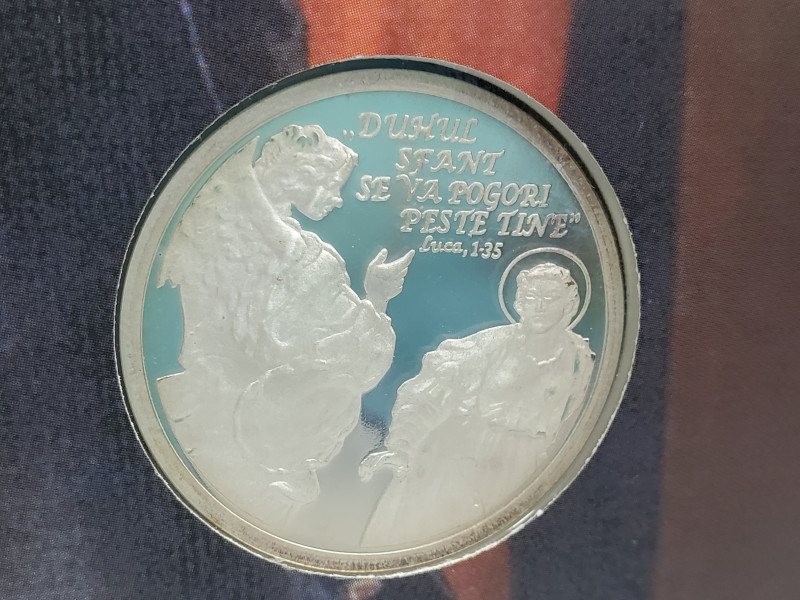 „DUHUL
SFANT
SE VA POGORI
PESTE TINE”
Luca, 1-35